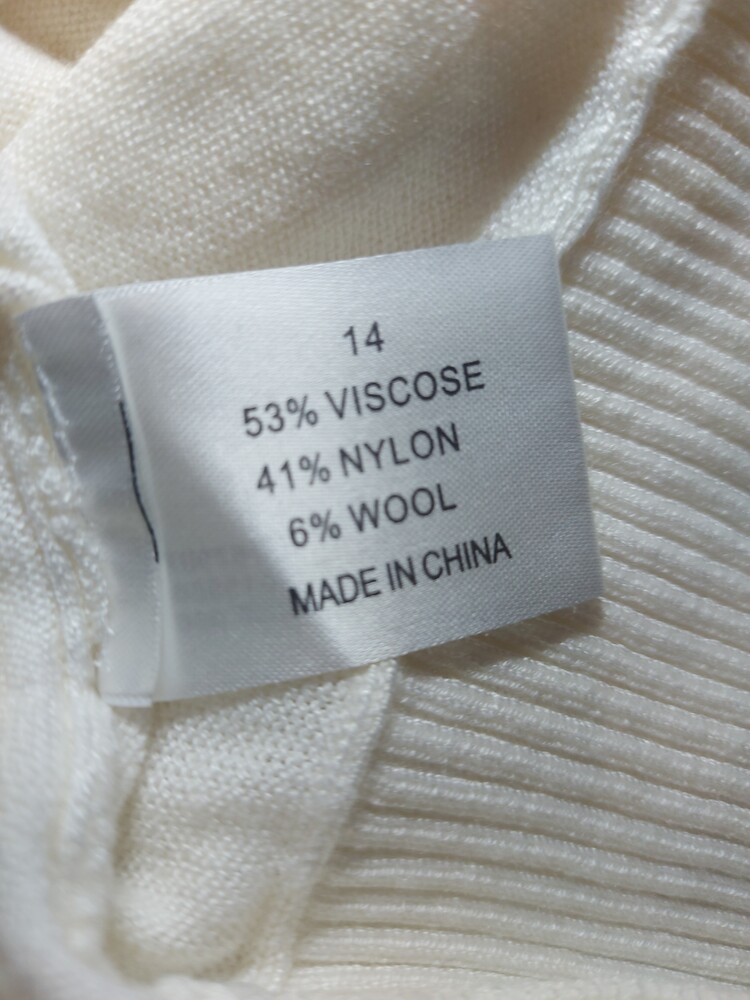 14
53% VISCOSE
41% NYLON
6% WOOL
MADE IN CHINA